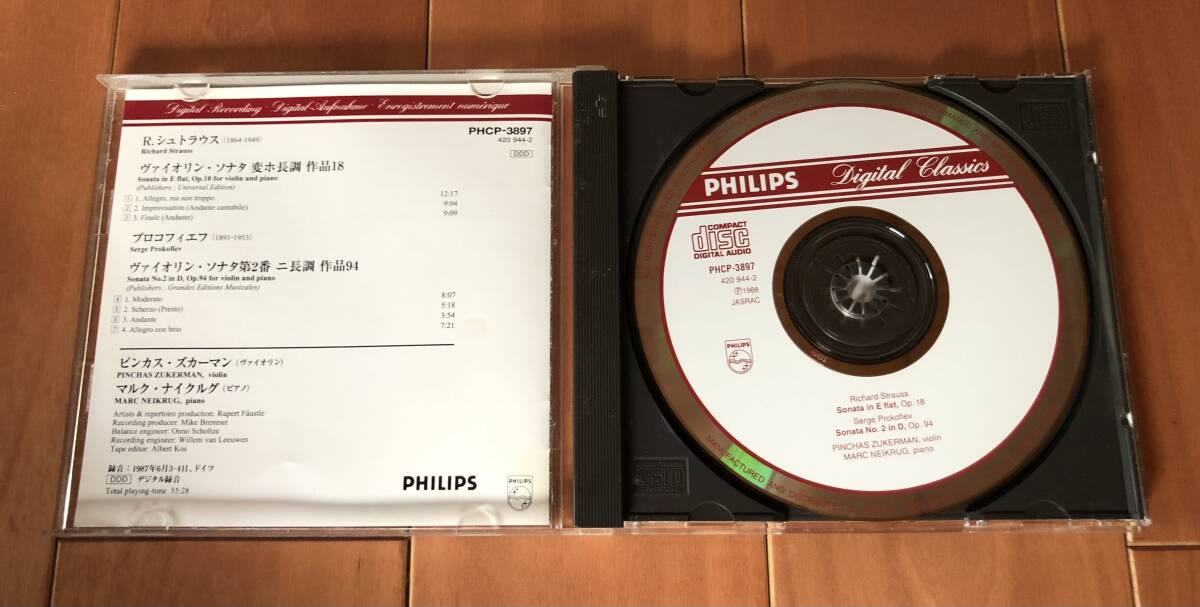 Digital Recording · Digital-Aufnahme · Enregistrement numérique
R.シュトラウス (1864-1949)
Richard Strauss
PHCP-3897
420 944-2
DDD
ヴァイオリン・ソナタ 変ホ長調 作品18
Sonata in E flat, Op.18 for violin and piano
(Publishers : Universal Edition)
1 1. Allegro, ma non troppo 12:17
2 2. Improvisation (Andante cantabile) 9:04
3 3. Finale (Andante) 9:09
プロコフィエフ (1891-1953)
Serge Prokofiev
ヴァイオリン・ソナタ第2番 ニ長調 作品94
Sonata No.2 in D, Op.94 for violin and piano
(Publishers : Grandes Editions Musicales)
4 1. Moderato 8:07
5 2. Scherzo (Presto) 5:18
6 3. Andante 3:54
7 4. Allegro con brio 7:21
ピンカス・ズカーマン (ヴァイオリン)
PINCHAS ZUKERMAN, violin
マルク・ナイクルグ (ピアノ)
MARC NEIKRUG, piano
Artists & repertoire production: Rupert Fäustle
Recording producer: Mike Bremner
Balance engineer: Onno Scholtze
Recording engineer: Willem van Leeuwen
Tape editor: Albert Kos
録音：1987年6月3-4日、ドイツ
DDD デジタル録音
Total playing-time 55:28
PHILIPS
PHILIPS
PHILIPS Digital Classics
COMPACT
disc
DIGITAL AUDIO
PHCP-3897
420 944-2
Ⓟ1988
JASRAC
PHILIPS
Richard Strauss
Sonata in E flat, Op. 18
Serge Prokofiev
Sonata No. 2 in D, Op. 94
PINCHAS ZUKERMAN, violin
MARC NEIKRUG, piano
MANUFACTURED AND